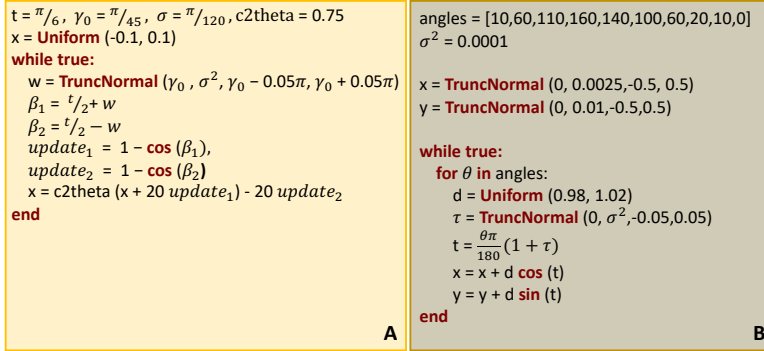 t = π/6, γ0 = π/45, σ = π/120, c2theta = 0.75
x = Uniform (-0.1, 0.1)
while true:
w = TruncNormal (γ0 , σ², γ0 − 0.05π, γ0 + 0.05π)
β1 = t/2 + w
β2 = t/2 − w
update1 = 1 − cos (β1),
update2 = 1 − cos (β2)
x = c2theta (x + 20 update1) - 20 update2
end
A
angles = [10,60,110,160,140,100,60,20,10,0]
σ² = 0.0001
x = TruncNormal (0, 0.0025,-0.5, 0.5)
y = TruncNormal (0, 0.01,-0.5,0.5)
while true:
for θ in angles:
d = Uniform (0.98, 1.02)
τ = TruncNormal (0, σ²,-0.05,0.05)
t = θπ/180 (1 + τ)
x = x + d cos (t)
y = y + d sin (t)
end
B